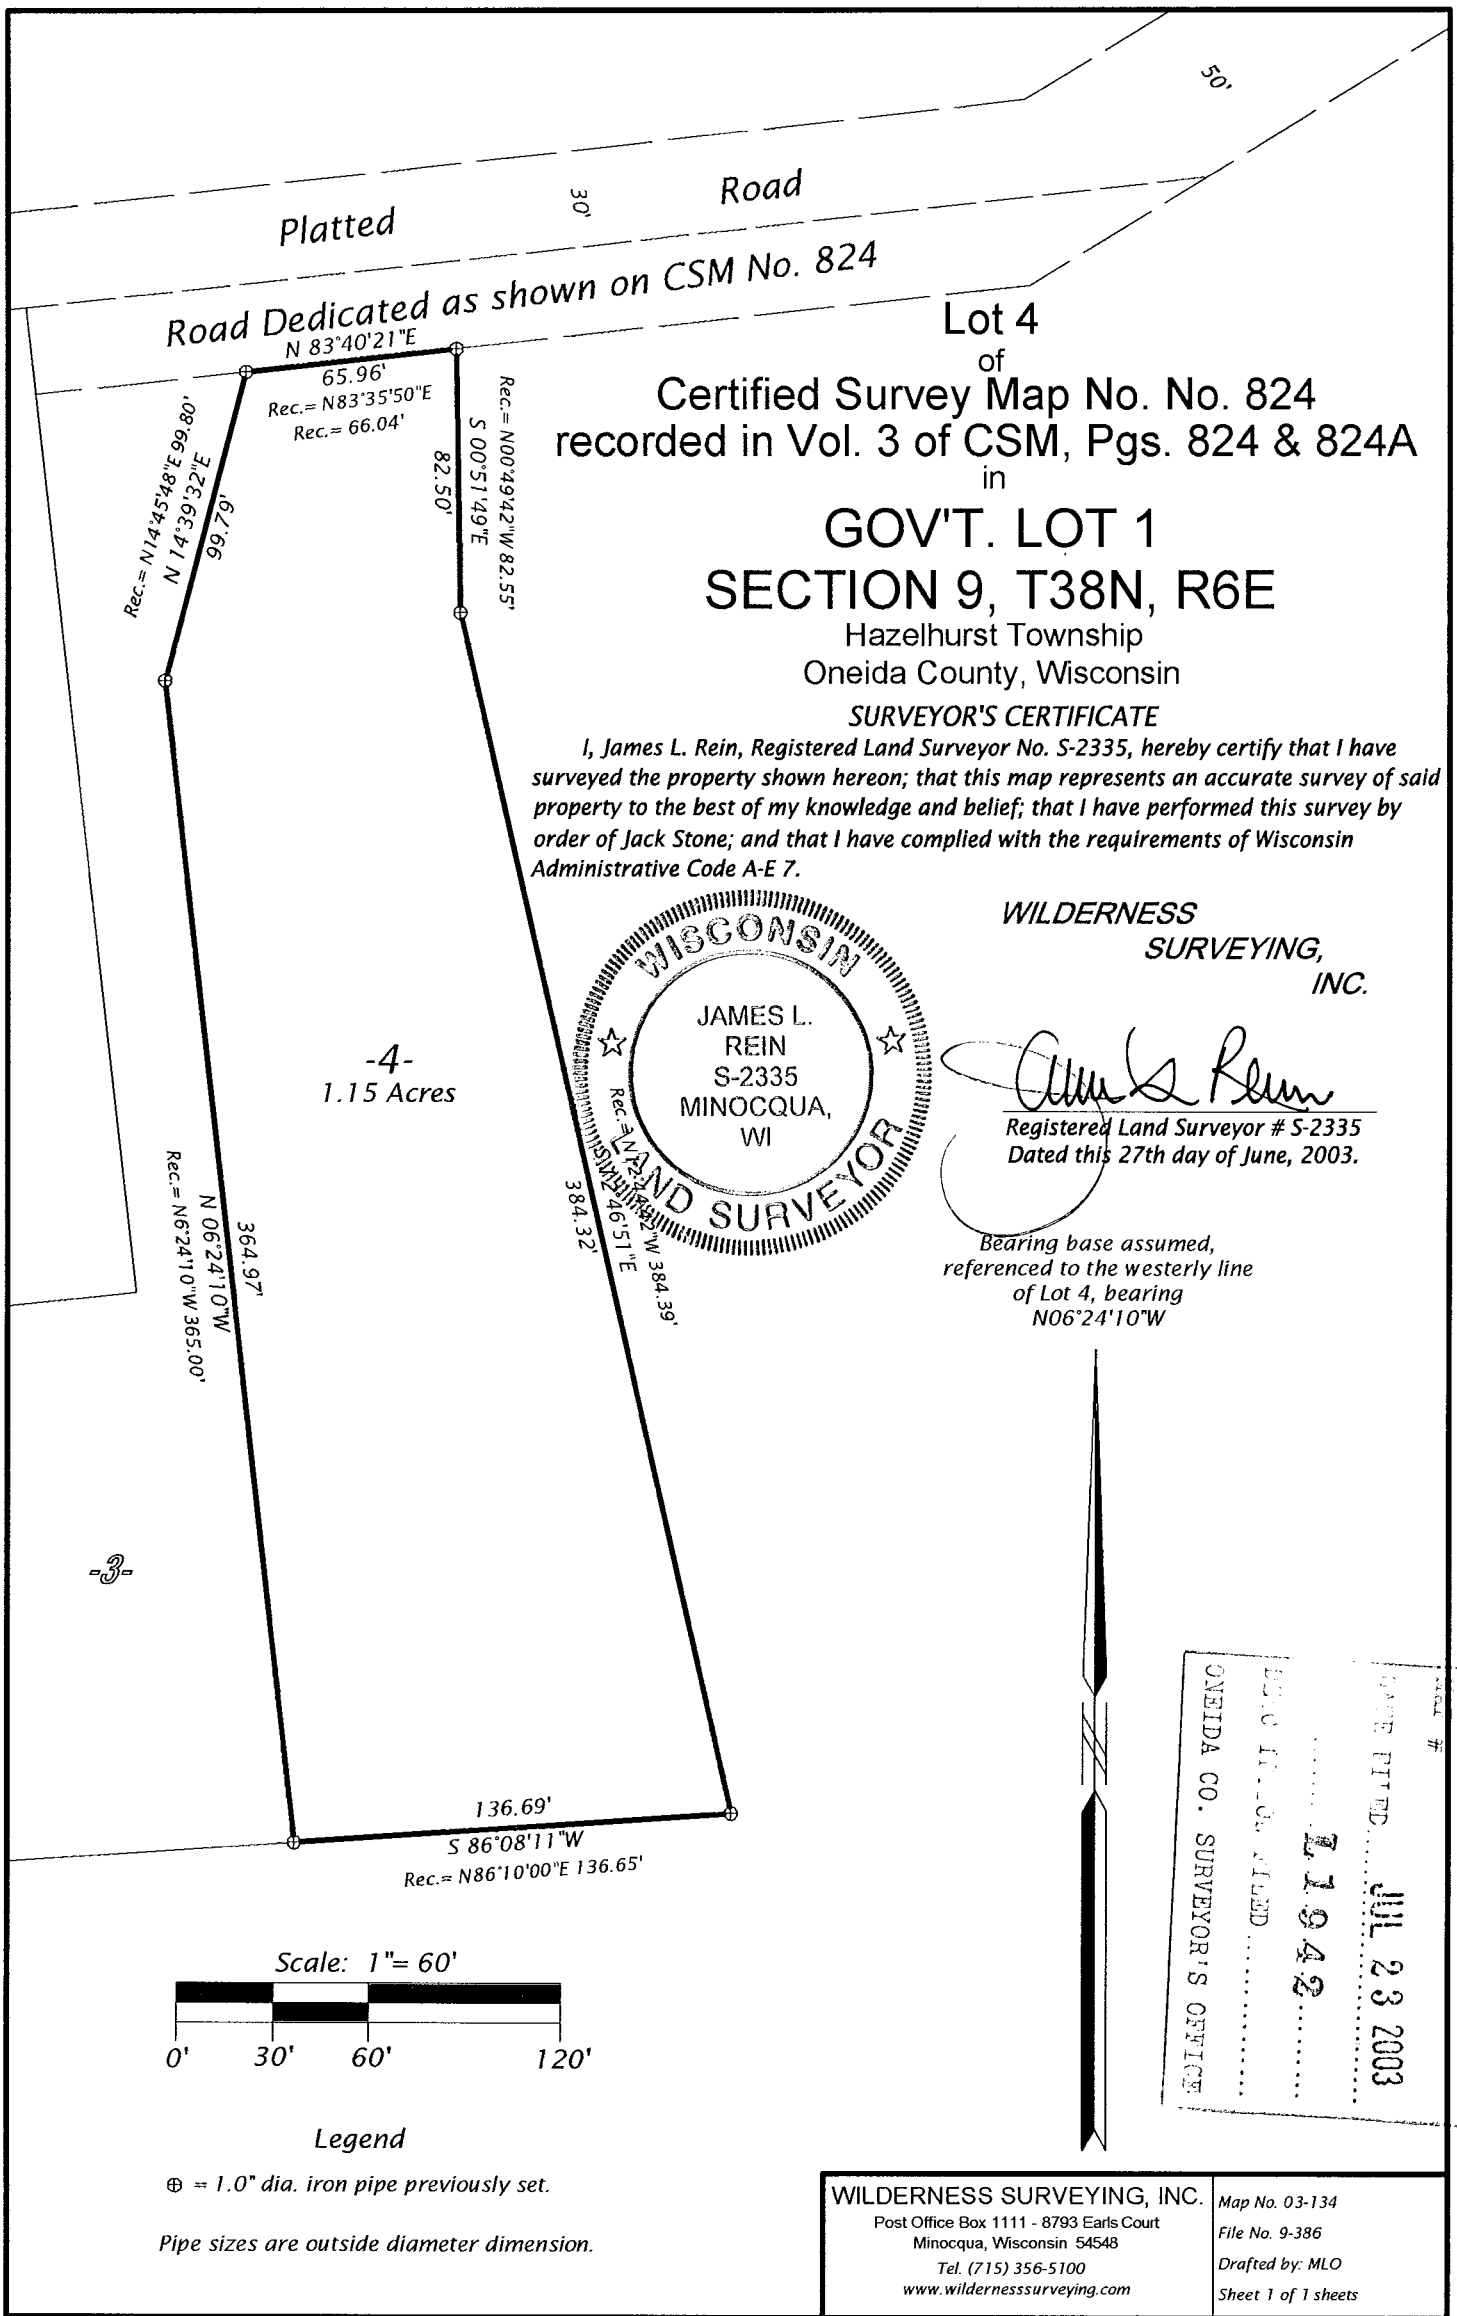 50'
Platted
30'
Road
Road Dedicated as shown on CSM No. 824
N 83°40'21"E
65.96'
Rec.= N83°35'50"E
Rec.= 66.04'
Rec.= N14°45'48"E 99.80'
N 14°39'32"E
99.79'
Rec.= N00°49'42"W 82.55'
S 00°51'49"E
82.50'
Lot 4
of
Certified Survey Map No. No. 824
recorded in Vol. 3 of CSM, Pgs. 824 & 824A
in
GOV'T. LOT 1
SECTION 9, T38N, R6E
Hazelhurst Township
Oneida County, Wisconsin
SURVEYOR'S CERTIFICATE
I, James L. Rein, Registered Land Surveyor No. S-2335, hereby certify that I have
surveyed the property shown hereon; that this map represents an accurate survey of said
property to the best of my knowledge and belief; that I have performed this survey by
order of Jack Stone; and that I have complied with the requirements of Wisconsin
Administrative Code A-E 7.
WISCONSIN
JAMES L.
REIN
S-2335
MINOCQUA,
WI
LAND SURVEYOR
WILDERNESS
SURVEYING,
INC.
Registered Land Surveyor # S-2335
Dated this 27th day of June, 2003.
-4-
1.15 Acres
Rec.= N12°44'42"W 384.39'
S 12°46'51"E
384.32'
364.97'
N 06°24'10"W
Rec.= N6°24'10"W 365.00'
Bearing base assumed,
referenced to the westerly line
of Lot 4, bearing
N06°24'10"W
-3-
136.69'
S 86°08'11"W
Rec.= N86°10'00"E 136.65'
#
DATE FILED JUL 23 2003
FILED
ONEIDA CO. SURVEYOR'S OFFICE
Scale: 1"= 60'
0' 30' 60' 120'
Legend
⊕ = 1.0" dia. iron pipe previously set.
Pipe sizes are outside diameter dimension.
WILDERNESS SURVEYING, INC.
Post Office Box 1111 - 8793 Earls Court
Minocqua, Wisconsin 54548
Tel. (715) 356-5100
www.wildernesssurveying.com
Map No. 03-134
File No. 9-386
Drafted by: MLO
Sheet 1 of 1 sheets